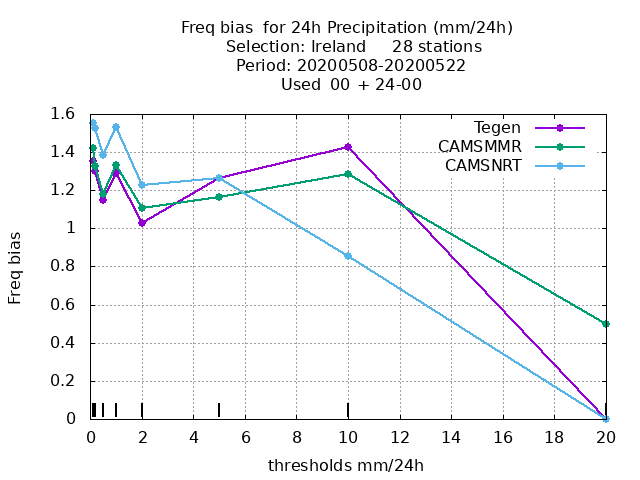 Freq bias  for 24h Precipitation (mm/24h)
Selection: Ireland     28 stations
Period: 20200508-20200522
Used  00 + 24-00
Tegen
CAMSMMR
CAMSNRT
1.6
1.4
1.2
1
0.8
0.6
0.4
0.2
0
Freq bias
0 2 4 6 8 10 12 14 16 18 20
thresholds mm/24h